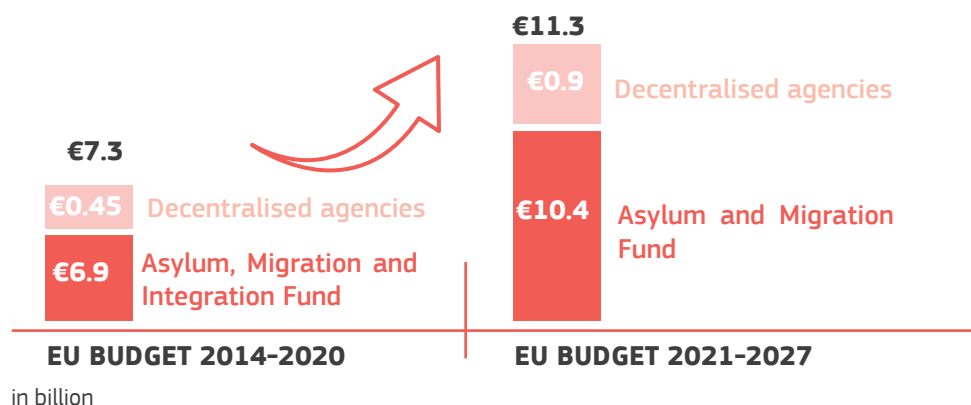 €7.3
€0.45 Decentralised agencies
€6.9 Asylum, Migration and
Integration Fund
EU BUDGET 2014–2020
€11.3
€0.9 Decentralised agencies
€10.4 Asylum and Migration
Fund
EU BUDGET 2021–2027
in billion